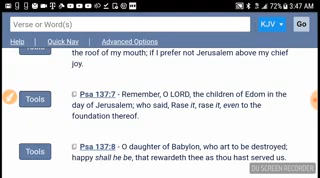 72% 3:47 AM
Verse or Word(s) KJV Go
Help Quick Nav Advanced Options
Tools the roof of my mouth; if I prefer not Jerusalem above my chief
joy.
Psa 137:7 - Remember, O LORD, the children of Edom in the
Tools day of Jerusalem; who said, Rase it, rase it, even to the
foundation thereof.
Psa 137:8 - O daughter of Babylon, who art to be destroyed;
Tools happy shall he be, that rewardeth thee as thou hast served us.
DU SCREEN RECORDER